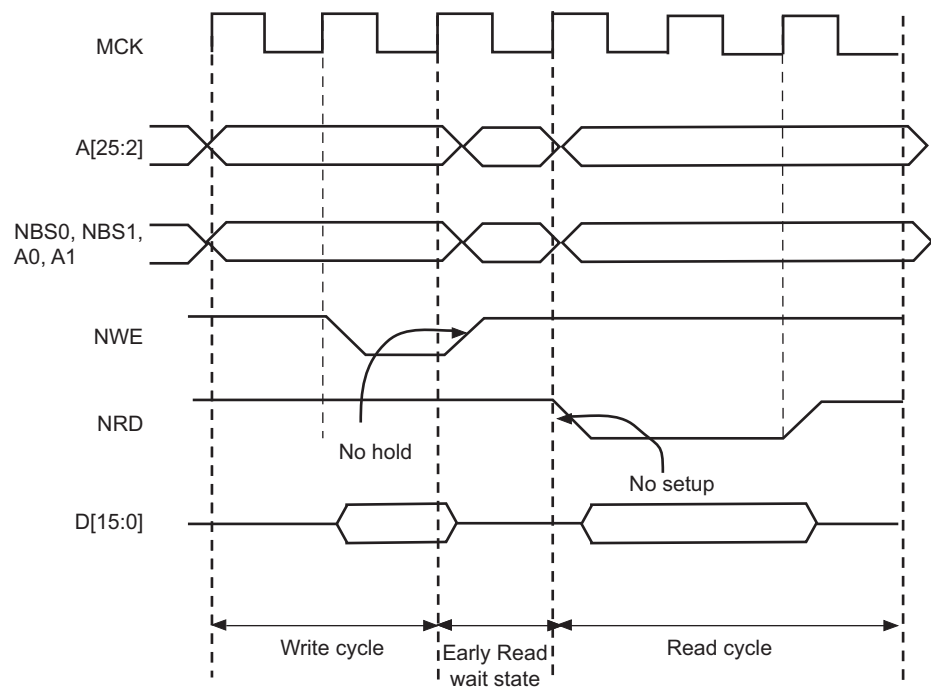 MCK
A[25:2]
NBS0, NBS1,
A0, A1
NWE
NRD
No hold
No setup
D[15:0]
Write cycle
Early Read
wait state
Read cycle